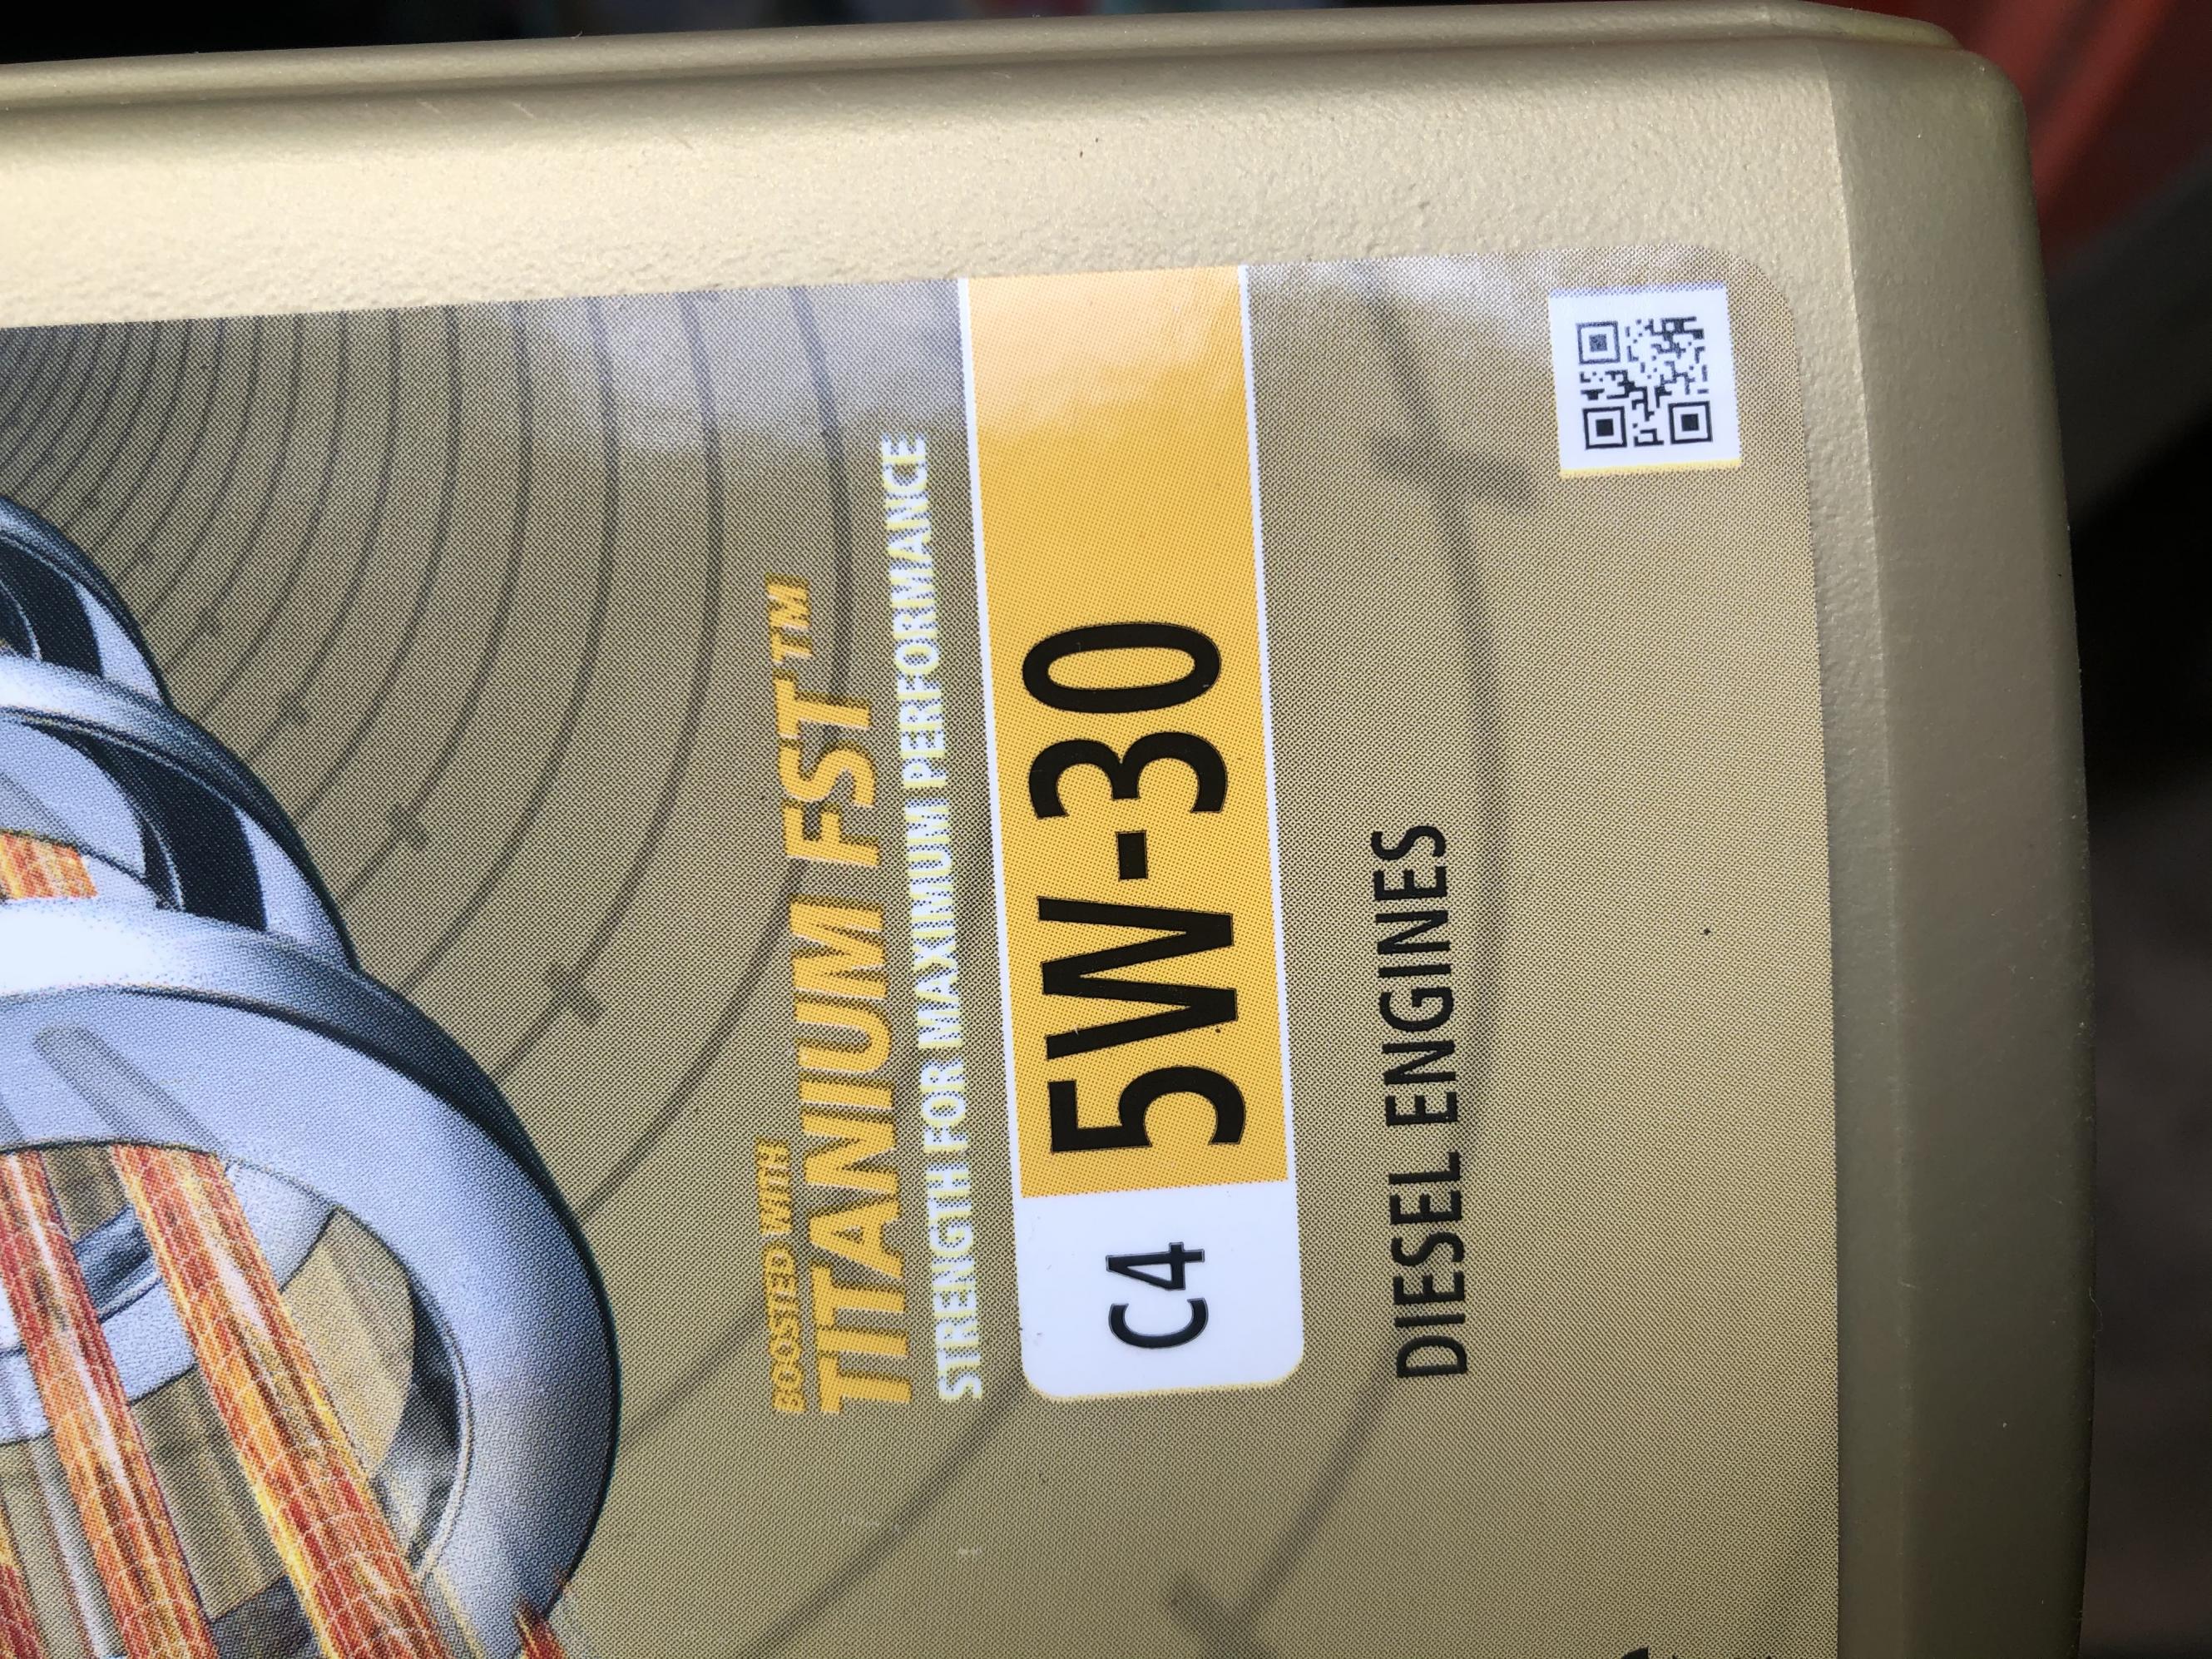 BOOSTED WITH
TITANIUM FST™
STRENGTH FOR MAXIMUM PERFORMANCE
C4 5W-30
DIESEL ENGINES